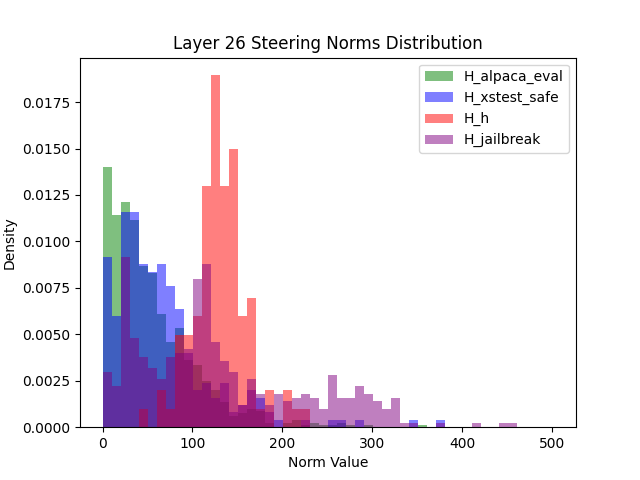 Layer 26 Steering Norms Distribution
H_alpaca_eval
H_xstest_safe
H_h
H_jailbreak
0.0175
0.0150
0.0125
0.0100
0.0075
0.0050
0.0025
0.0000
Density
0 100 200 300 400 500
Norm Value